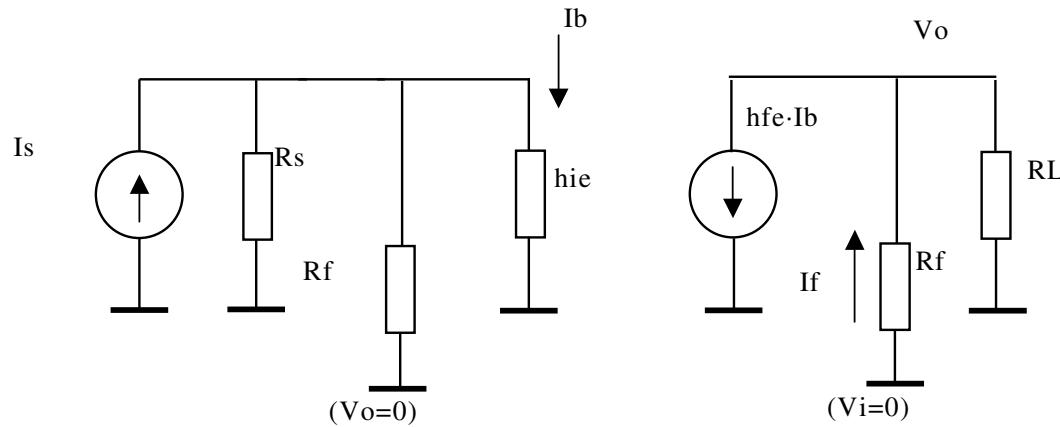 Ib
Vo
hfe·Ib
Is
Rs
hie
RL
Rf
If
Rf
(Vo=0)
(Vi=0)